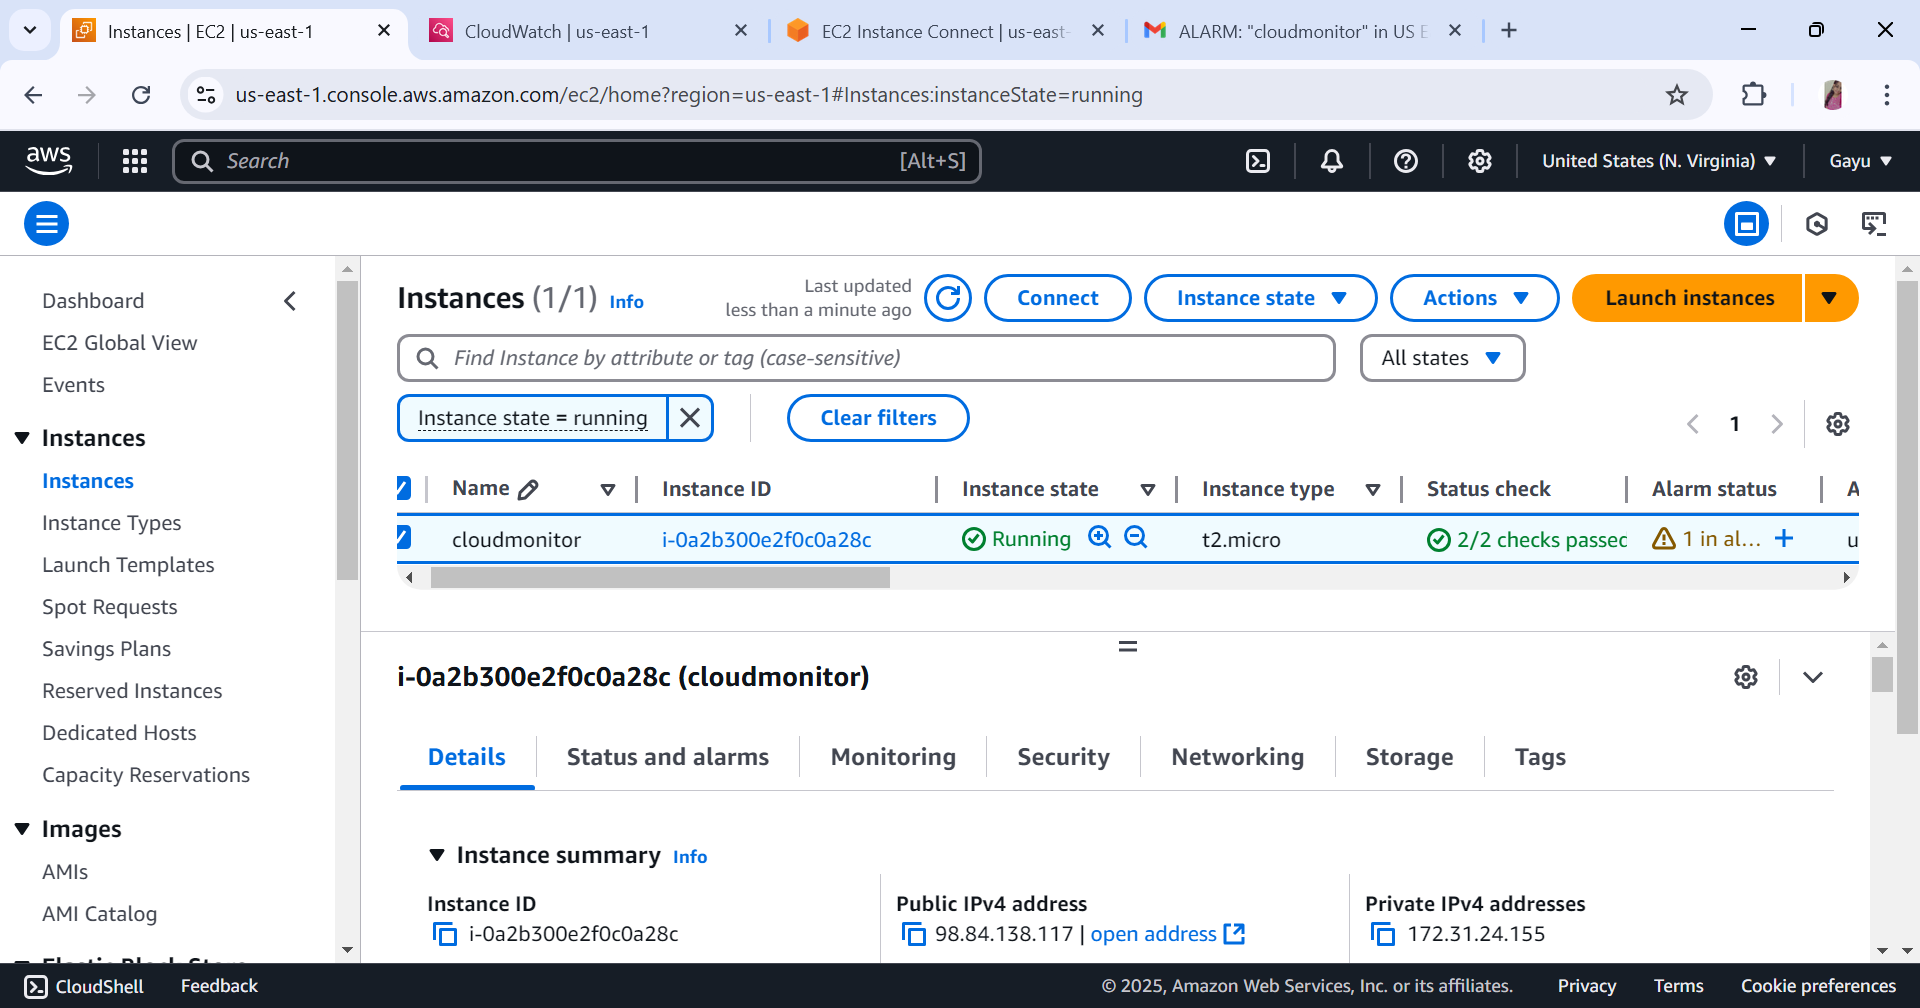 Instances | EC2 | us-east-1
CloudWatch | us-east-1
EC2 Instance Connect | us-east-
ALARM: "cloudmonitor" in US E
us-east-1.console.aws.amazon.com/ec2/home?region=us-east-1#Instances:instanceState=running
aws
Search
[Alt+S]
United States (N. Virginia)
Gayu
Dashboard
EC2 Global View
Events
Instances
Instances
Instance Types
Launch Templates
Spot Requests
Savings Plans
Reserved Instances
Dedicated Hosts
Capacity Reservations
Images
AMIs
AMI Catalog
Elastic Block Store
Instances (1/1) Info
Last updated
less than a minute ago
Connect
Instance state
Actions
Launch instances
Find Instance by attribute or tag (case-sensitive)
All states
Instance state = running
Clear filters
1
Name
Instance ID
Instance state
Instance type
Status check
Alarm status
A
cloudmonitor
i-0a2b300e2f0c0a28c
Running
t2.micro
2/2 checks passed
1 in al...
u
i-0a2b300e2f0c0a28c (cloudmonitor)
Details
Status and alarms
Monitoring
Security
Networking
Storage
Tags
Instance summary Info
Instance ID
i-0a2b300e2f0c0a28c
Public IPv4 address
98.84.138.117 | open address
Private IPv4 addresses
172.31.24.155
CloudShell
Feedback
© 2025, Amazon Web Services, Inc. or its affiliates.
Privacy
Terms
Cookie preferences